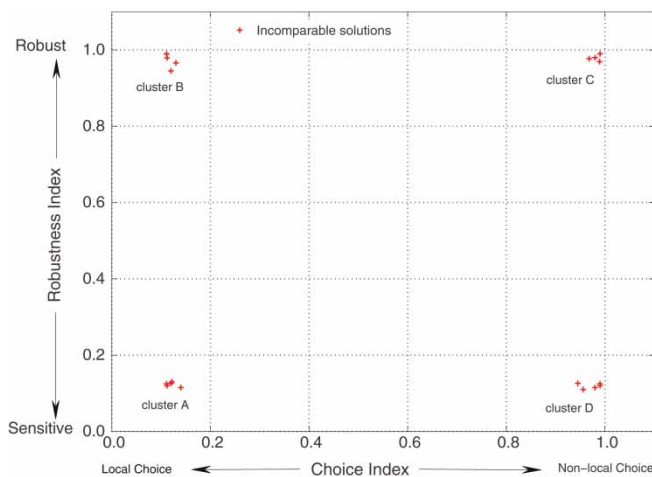 Robust
+ Incomparable solutions
1.0
cluster B
cluster C
0.8
0.6
Robustness Index
0.4
0.2
cluster A
cluster D
Sensitive
0.0
0.0 0.2 0.4 0.6 0.8 1.0
Local Choice Choice Index Non-local Choice